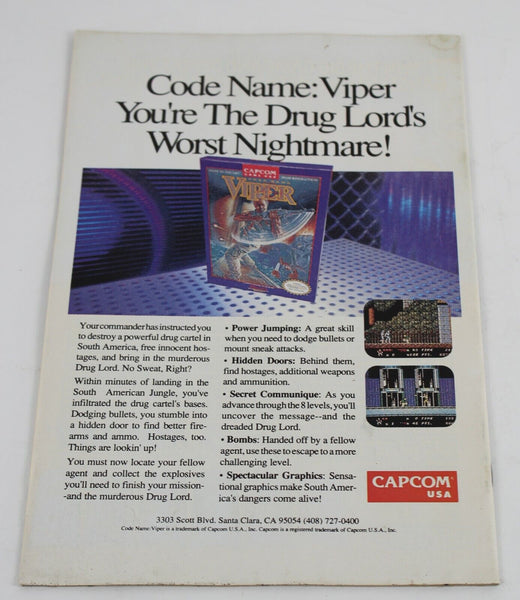 Code Name: Viper
You're The Drug Lord's
Worst Nightmare!
CAPCOM
VIPER
Your commander has instructed you
to destroy a powerful drug cartel in
South America, free innocent hos-
tages, and bring in the murderous
Drug Lord. No Sweat, Right?
Within minutes of landing in the
South American Jungle, you've
infiltrated the drug cartel's bases.
Dodging bullets, you stumble into
a hidden door to find better fire-
arms and ammo. Hostages, too.
Things are lookin' up!
You must now locate your fellow
agent and collect the explosives
you'll need to finish your mission-
-and the murderous Drug Lord.
• Power Jumping: A great skill
when you need to dodge bullets or
mount sneak attacks.
• Hidden Doors: Behind them,
find hostages, additional weapons
and ammunition.
• Secret Communique: As you
advance through the 8 levels, you'll
uncover the message--and the
dreaded Drug Lord.
• Bombs: Handed off by a fellow
agent, use these to escape to a more
challenging level.
• Spectacular Graphics: Sensa-
tional graphics make South Amer-
ica's dangers come alive!
CAPCOM
USA
3303 Scott Blvd. Santa Clara, CA 95054 (408) 727-0400
Code Name: Viper is a trademark of Capcom U.S.A., Inc. Capcom is a registered trademark of Capcom U.S.A., Inc.